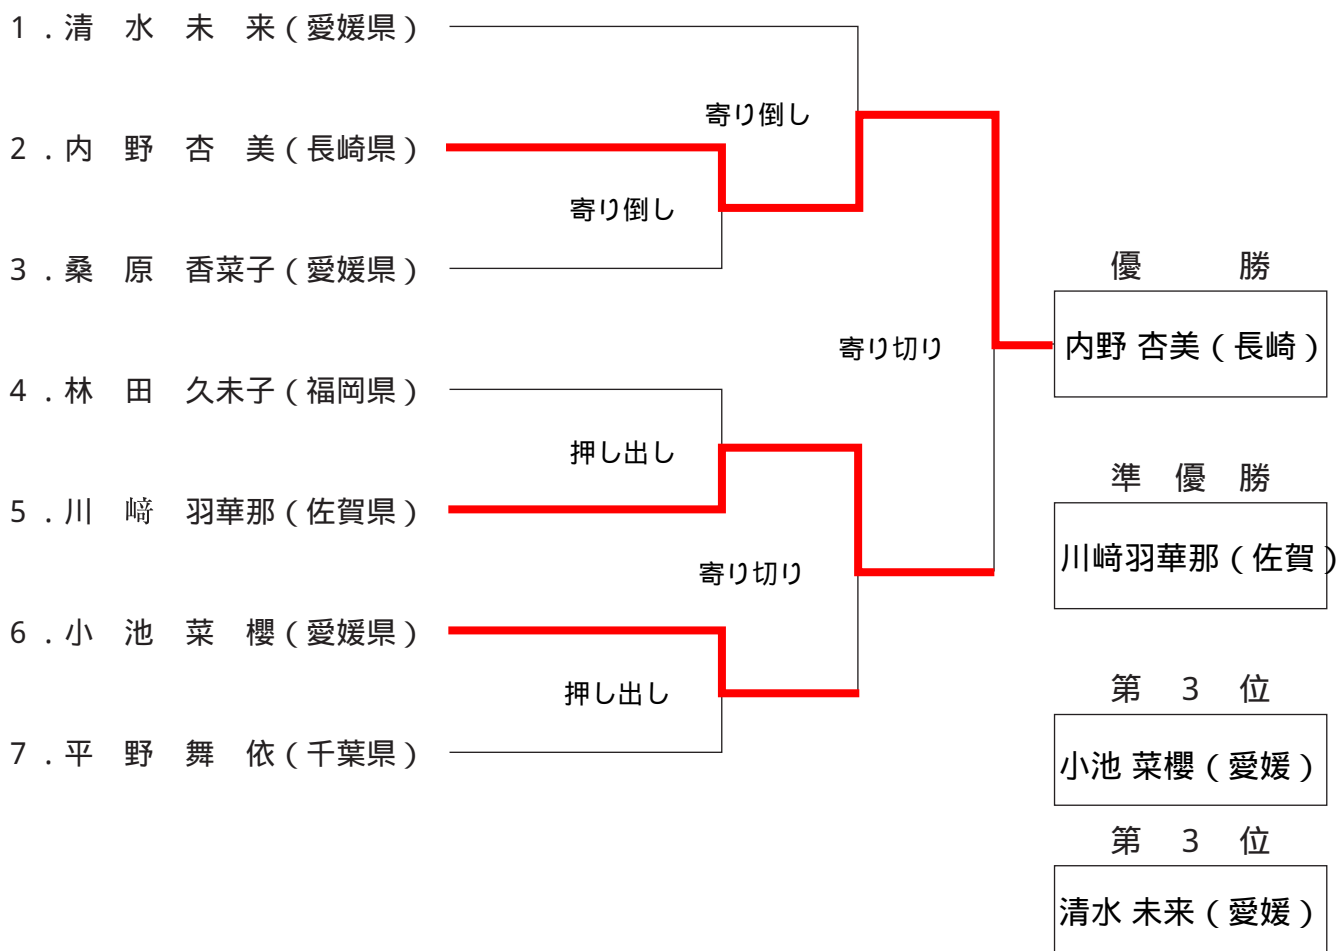 1．清　水　未　来（愛媛県）
寄り倒し
2．内　野　杏　美（長崎県）
寄り倒し
3．桑　原　香菜子（愛媛県）
優　　勝
寄り切り
内野 杏美（長崎）
4．林　田　久未子（福岡県）
押し出し
準　優　勝
5．川　﨑　羽華那（佐賀県）
川﨑羽華那（佐賀）
寄り切り
6．小　池　菜　櫻（愛媛県）
押し出し
第　3　位
7．平　野　舞　依（千葉県）
小池 菜櫻（愛媛）
第　3　位
清水 未来（愛媛）